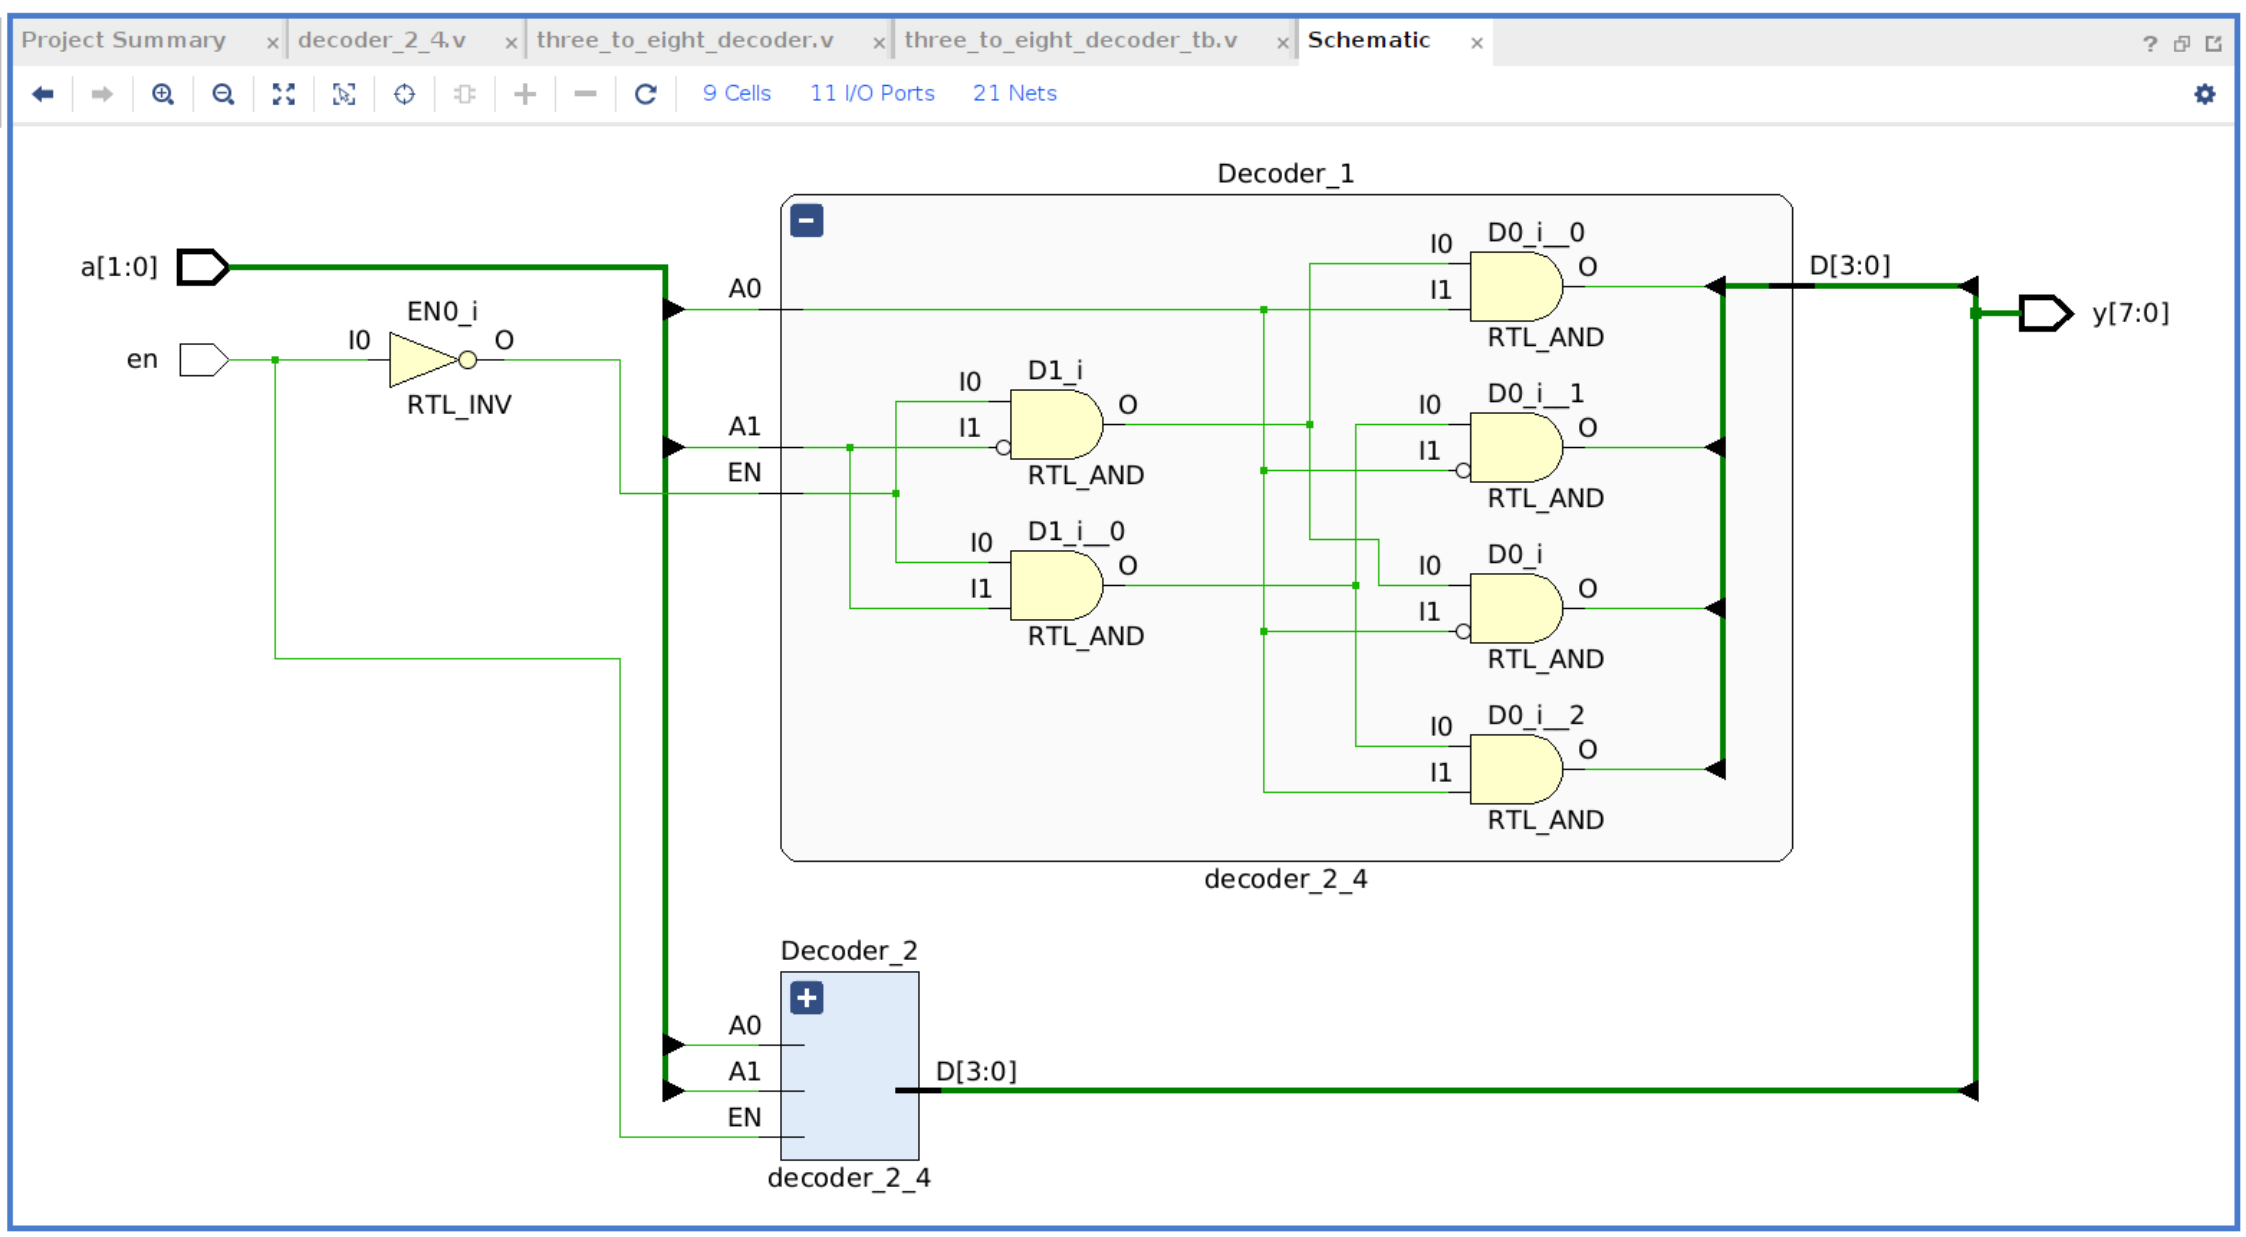 Project Summary × decoder_2_4.v × three_to_eight_decoder.v × three_to_eight_decoder_tb.v × Schematic × ?
9 Cells 11 I/O Ports 21 Nets
Decoder_1
a[1:0]
en
I0
EN0_i
O
RTL_INV
A0
A1
EN
I0
I1
D1_i
O
RTL_AND
I0
I1
D1_i__0
O
RTL_AND
I0
I1
D0_i__0
O
RTL_AND
I0
I1
D0_i__1
O
RTL_AND
I0
I1
D0_i
O
RTL_AND
I0
I1
D0_i__2
O
RTL_AND
D[3:0]
y[7:0]
decoder_2_4
Decoder_2
A0
A1
EN
D[3:0]
decoder_2_4